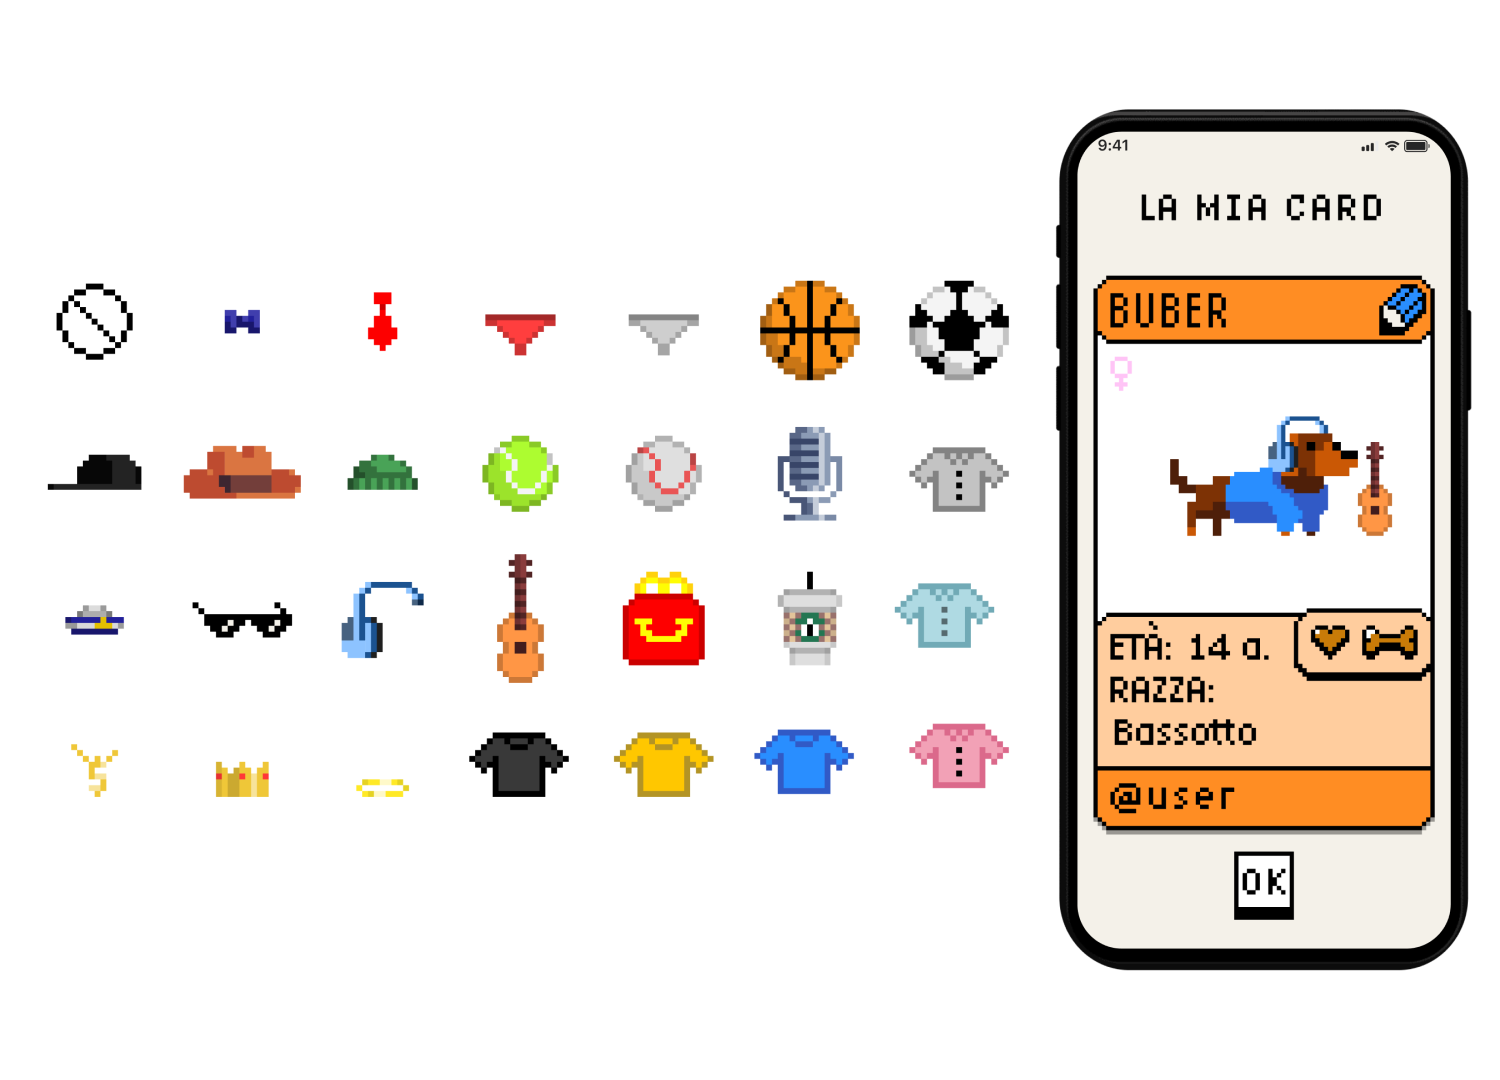 9:41
LA MIA CARD
BUBER
ETÀ: 14 a.
RAZZA:
Bassotto
@user
OK